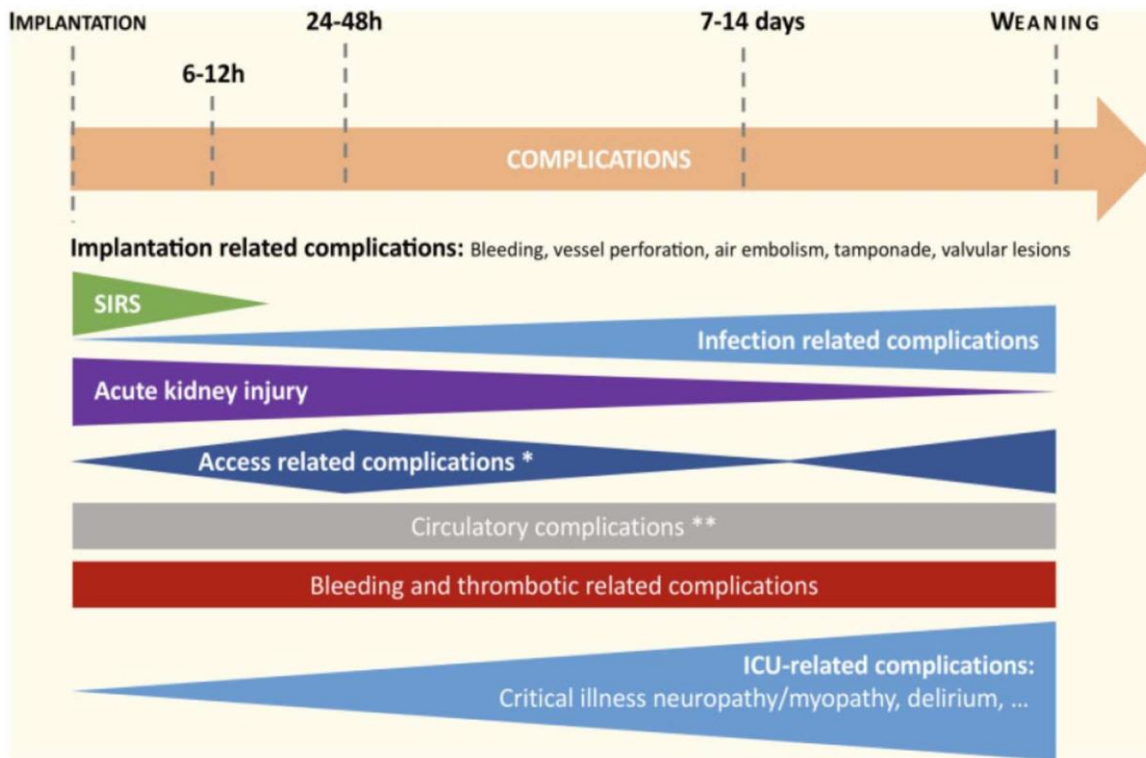 IMPLANTATION
24-48h
7-14 days
WEANING
6-12h
COMPLICATIONS
Implantation related complications: Bleeding, vessel perforation, air embolism, tamponade, valvular lesions
SIRS
Infection related complications
Acute kidney injury
Access related complications *
Circulatory complications **
Bleeding and thrombotic related complications
ICU-related complications:
Critical illness neuropathy/myopathy, delirium, ...